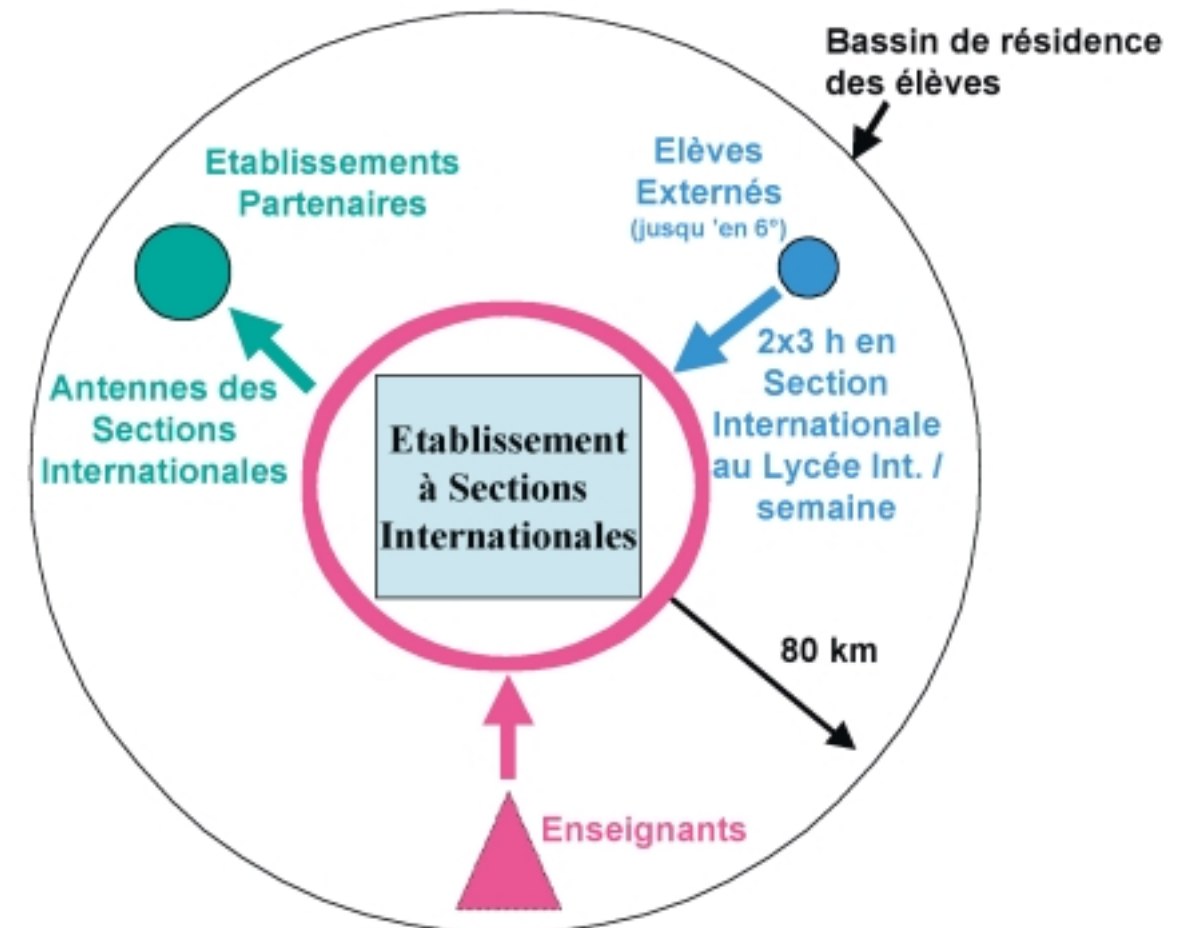 Bassin de résidence
des élèves
Etablissements
Partenaires
Elèves
Externés
(jusqu 'en 6°)
Antennes des
Sections
Internationales
Etablissement
à Sections
Internationales
2x3 h en
Section
Internationale
au Lycée Int. /
semaine
80 km
Enseignants